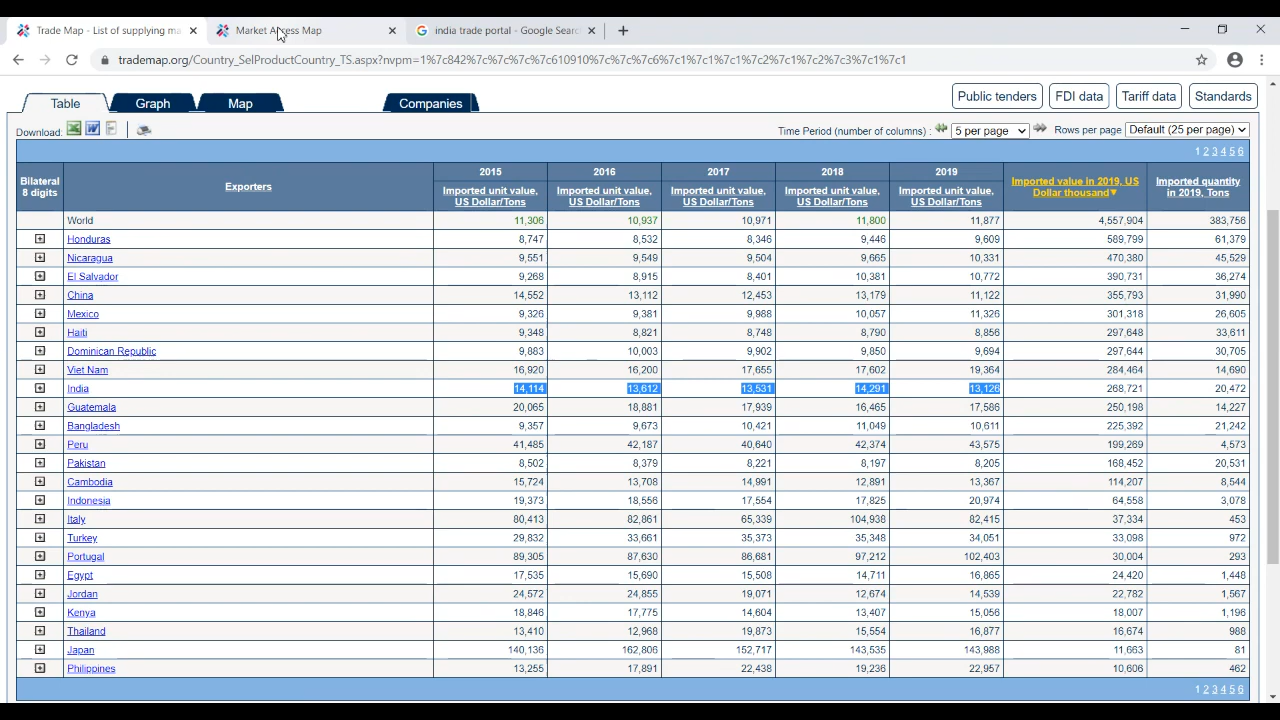 Trade Map - List of supplying ma
Market Access Map
india trade portal - Google Searc
trademap.org/Country_SelProductCountry_TS.aspx?nvpm=1%7c842%7c%7c%7c%7c610910%7c%7c%7c6%7c1%7c1%7c1%7c2%7c1%7c2%7c3%7c1%7c1
Table Graph Map Companies
Public tenders FDI data Tariff data Standards
Download:
Time Period (number of columns) : 5 per page Rows per page Default (25 per page)
1 2 3 4 5 6
Bilateral 8 digits
Exporters
2015 2016 2017 2018 2019
Imported unit value, US Dollar/Tons
Imported unit value, US Dollar/Tons
Imported unit value, US Dollar/Tons
Imported unit value, US Dollar/Tons
Imported unit value, US Dollar/Tons
Imported value in 2019, US Dollar thousand▼
Imported quantity in 2019, Tons
World 11,306 10,937 10,971 11,800 11,877 4,557,904 383,756
Honduras 8,747 8,532 8,346 9,446 9,609 589,799 61,379
Nicaragua 9,551 9,549 9,504 9,665 10,331 470,380 45,529
El Salvador 9,268 8,915 8,401 10,381 10,772 390,731 36,274
China 14,552 13,112 12,453 13,179 11,122 355,793 31,990
Mexico 9,326 9,381 9,988 10,057 11,326 301,318 26,605
Haiti 9,348 8,821 8,748 8,790 8,856 297,648 33,611
Dominican Republic 9,883 10,003 9,902 9,850 9,694 297,644 30,705
Viet Nam 16,920 16,200 17,655 17,602 19,364 284,464 14,690
India 14,114 13,612 13,531 14,291 13,126 268,721 20,472
Guatemala 20,065 18,881 17,939 16,465 17,586 250,198 14,227
Bangladesh 9,357 9,673 10,421 11,049 10,611 225,392 21,242
Peru 41,485 42,187 40,640 42,374 43,575 199,269 4,573
Pakistan 8,502 8,379 8,221 8,197 8,205 168,452 20,531
Cambodia 15,724 13,708 14,991 12,891 13,367 114,207 8,544
Indonesia 19,373 18,556 17,554 17,825 20,974 64,558 3,078
Italy 80,413 82,861 65,339 104,938 82,415 37,334 453
Turkey 29,832 33,661 35,373 35,348 34,051 33,098 972
Portugal 89,305 87,630 86,681 97,212 102,403 30,004 293
Egypt 17,535 15,690 15,508 14,711 16,865 24,420 1,448
Jordan 24,572 24,855 19,071 12,674 14,539 22,782 1,567
Kenya 18,846 17,775 14,604 13,407 15,056 18,007 1,196
Thailand 13,410 12,968 19,873 15,554 16,877 16,674 988
Japan 140,136 162,806 152,717 143,535 143,988 11,663 81
Philippines 13,255 17,891 22,438 19,236 22,957 10,606 462
1 2 3 4 5 6